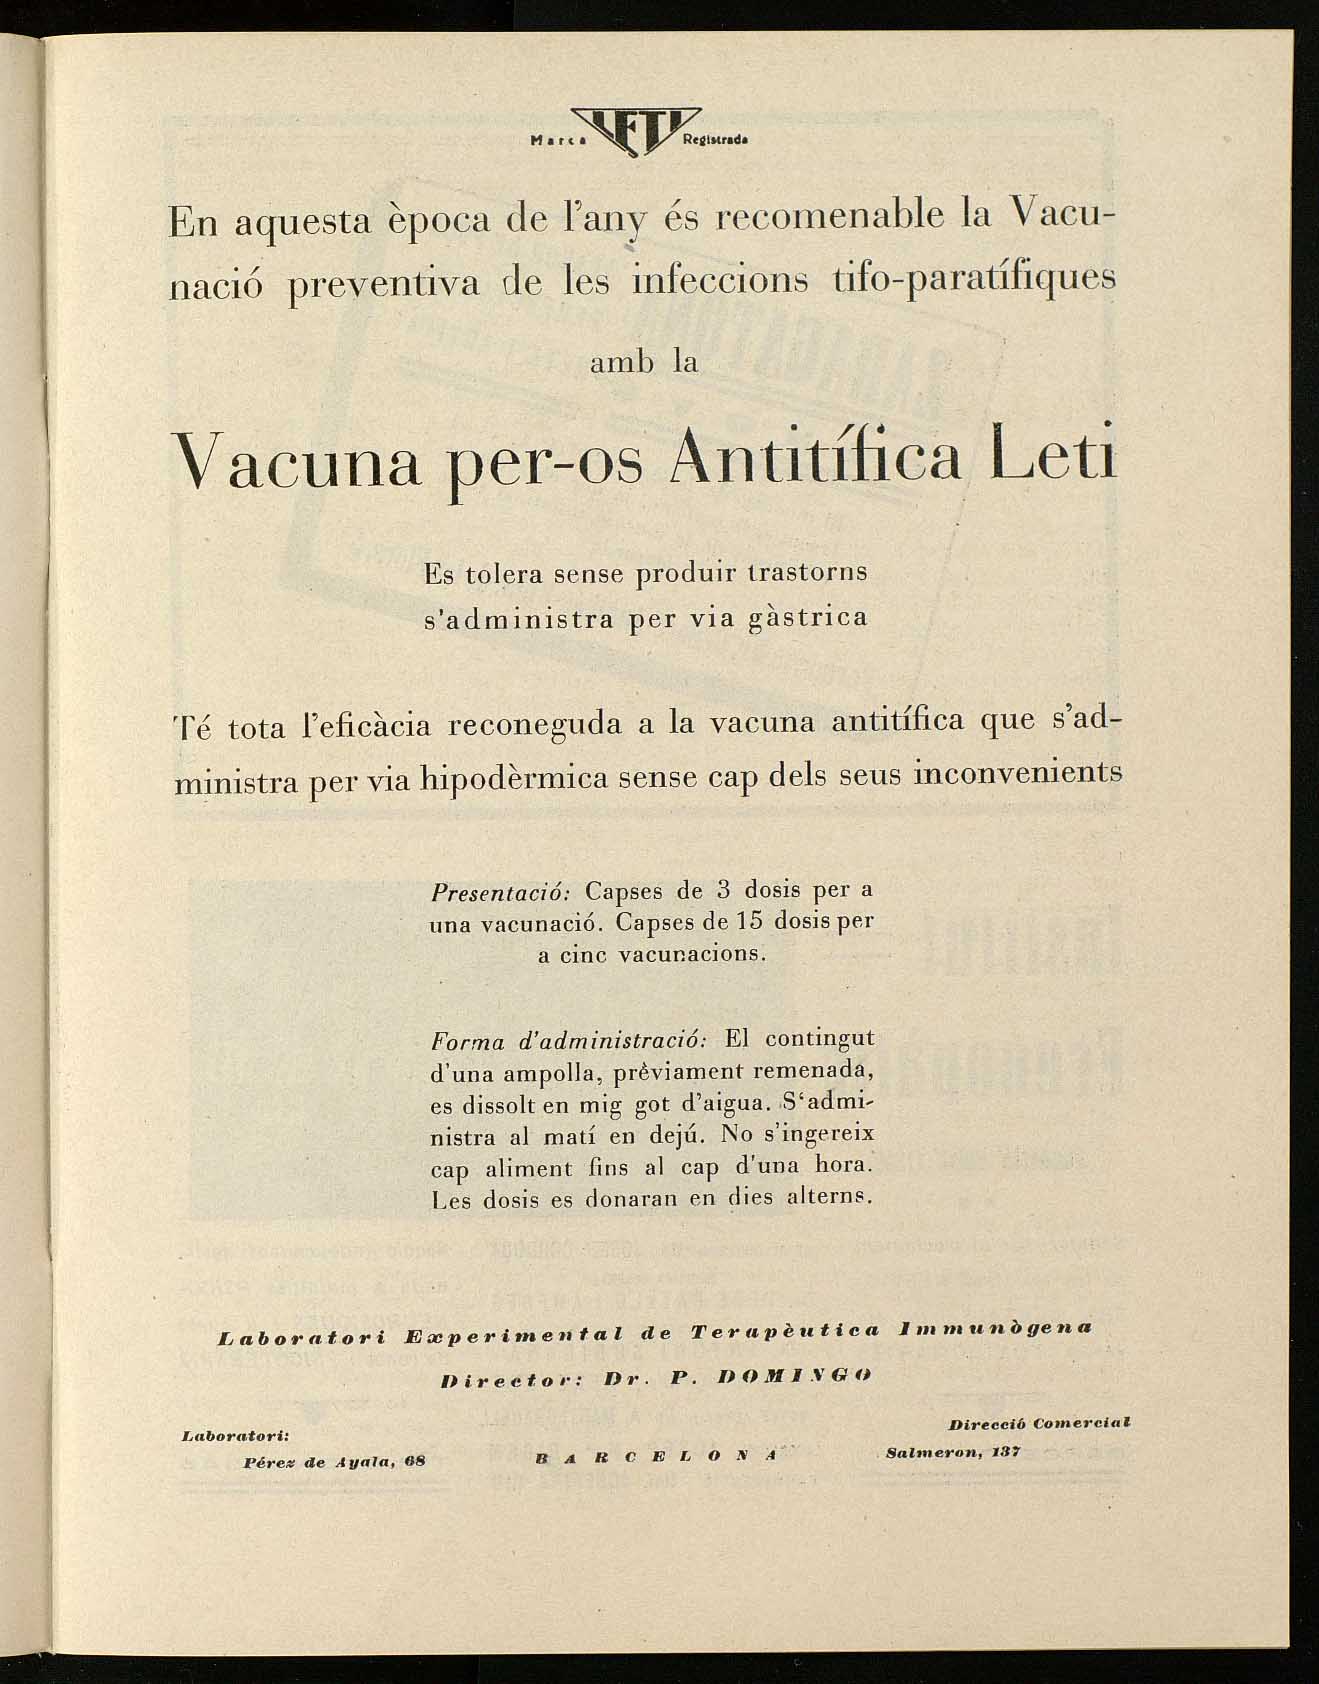 Marca LETI Registrada
En aquesta època de l'any és recomenable la Vacu-
nació preventiva de les infeccions tifo-paratífiques
amb la
Vacuna per-os Antitífica Leti
Es tolera sense produir trastorns
s'administra per via gàstrica
Té tota l'eficàcia reconeguda a la vacuna antitífica que s'ad-
ministra per via hipodèrmica sense cap dels seus inconvenients
Presentació: Capses de 3 dosis per a
una vacunació. Capses de 15 dosis per
a cinc vacunacions.
Forma d'administració: El contingut
d'una ampolla, prèviament remenada,
es dissolt en mig got d'aigua. S'admi-
nistra al matí en dejú. No s'ingereix
cap aliment fins al cap d'una hora.
Les dosis es donaran en dies alterns.
Laboratori Experimental de Terapèutica Immunògena
Director: Dr. P. DOMINGO
Laboratori:
Pérez de Ayala, 68
BARCELONA
Direcció Comercial
Salmeron, 137